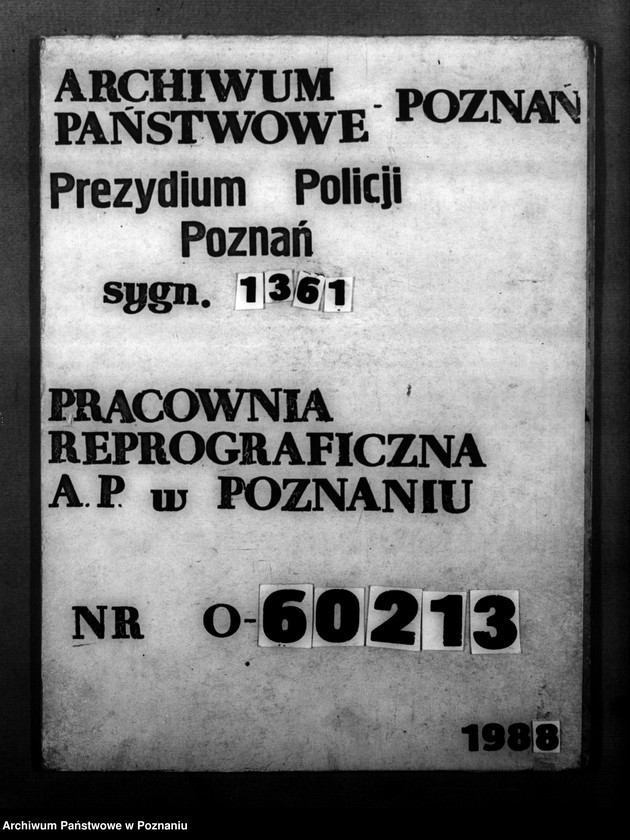 ARCHIWUM
PAŃSTWOWE - POZNAŃ
Prezydium Policji
Poznań
sygn. 1361
PRACOWNIA
REPROGRAFICZNA
A.P. w POZNANIU
NR O-60213
1988
Archiwum Państwowe w Poznaniu